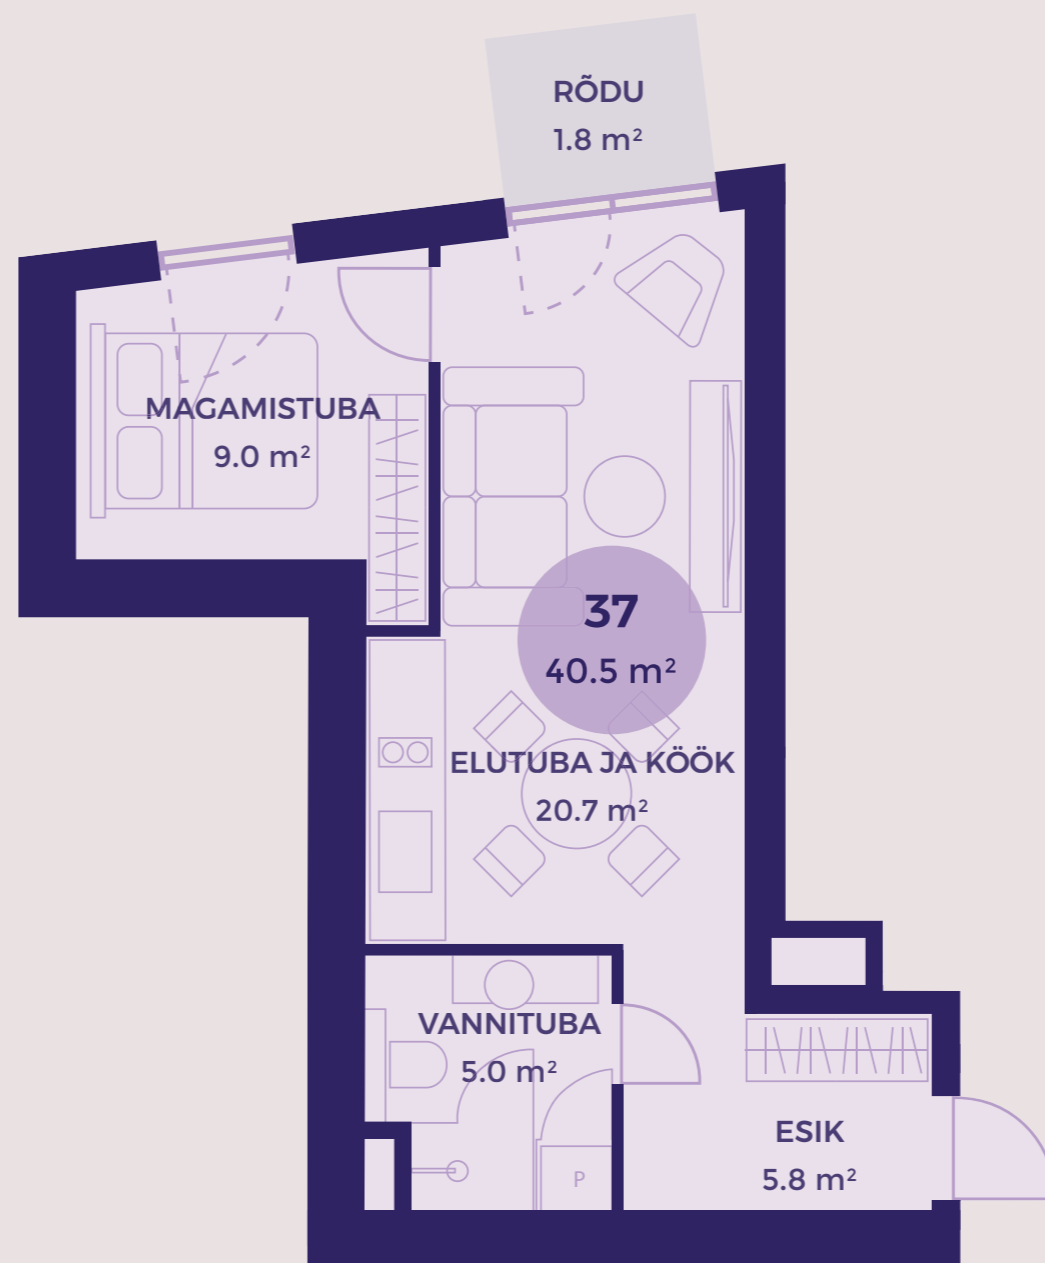 RÕDU
1.8 m²
MAGAMISTUBA
9.0 m²
37
40.5 m²
ELUTUBA JA KÖÖK
20.7 m²
VANNITUBA
5.0 m²
P
ESIK
5.8 m²